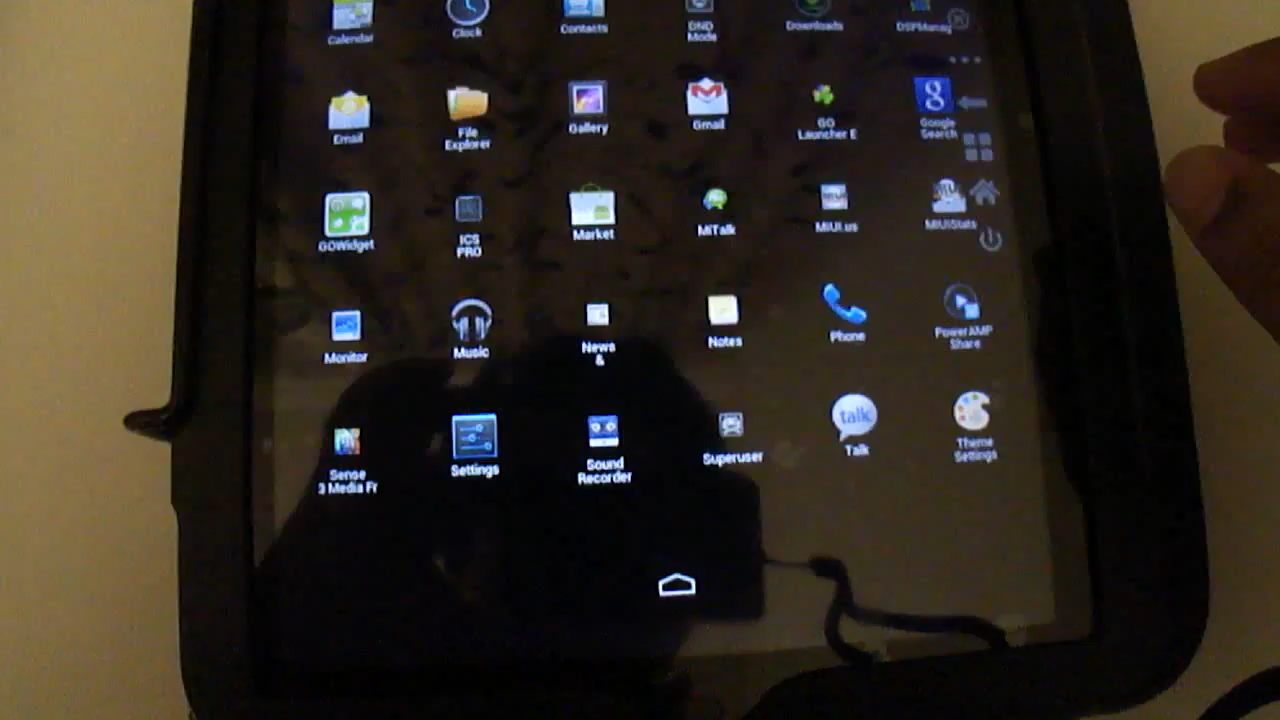 Calendar
Clock
Contacts
DND
Mode
Downloads
DSPManag
Email
File
Explorer
Gallery
Gmail
GO
Launcher E
g
Google
Search
GOWidget
ICS
PRO
Market
MiTalk
MIUI.us
MIUIStats
Monitor
Music
News
&
Notes
Phone
PowerAMP
Share
Sense
3 Media Fr
Settings
Sound
Recorder
Superuser
talk
Talk
Theme
Settings